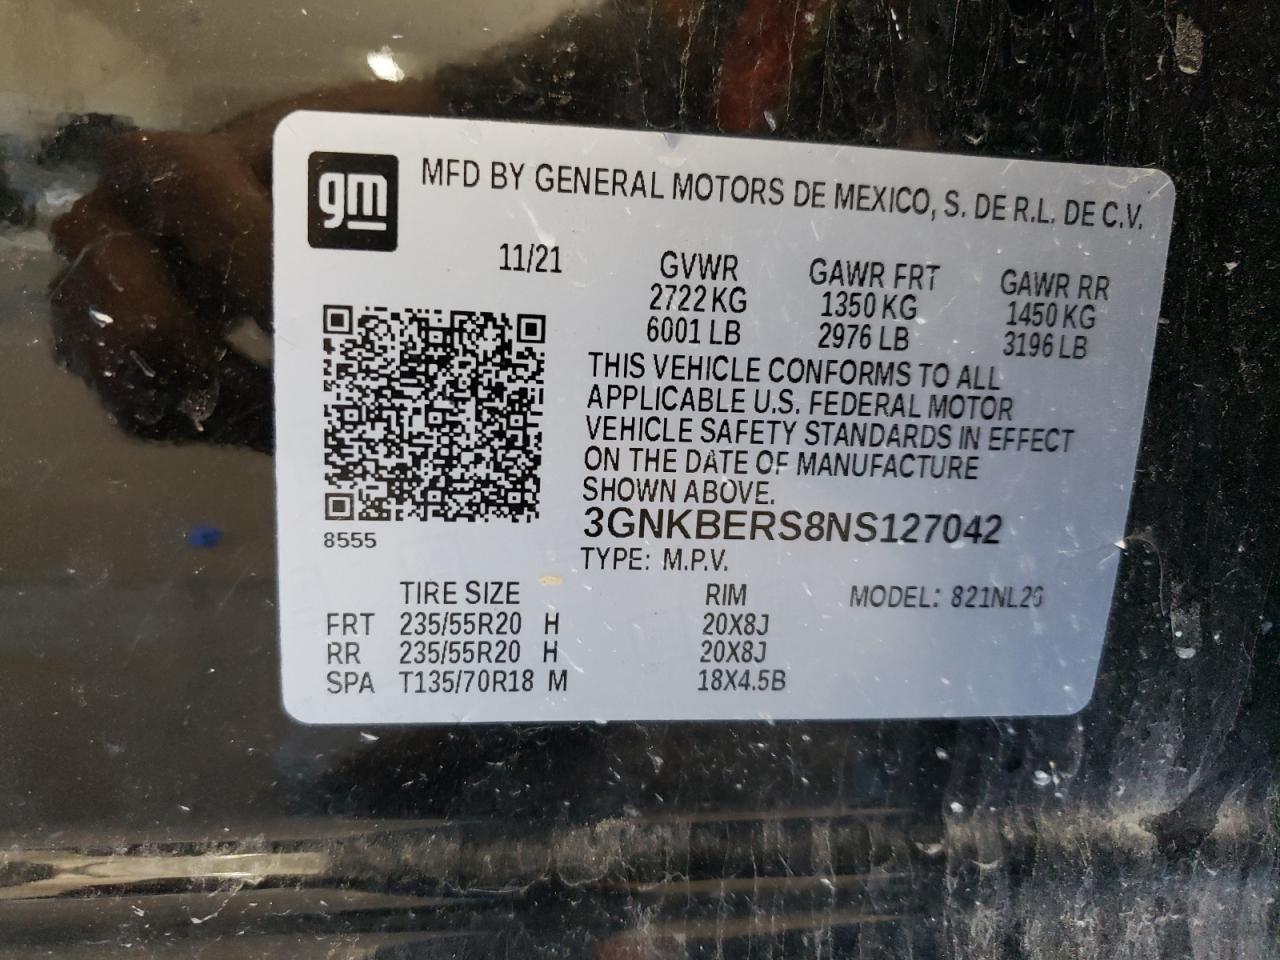 gm
MFD BY GENERAL MOTORS DE MEXICO, S. DE R.L. DE C.V.
11/21 GVWR GAWR FRT GAWR RR
2722 KG 1350 KG 1450 KG
6001 LB 2976 LB 3196 LB
THIS VEHICLE CONFORMS TO ALL
APPLICABLE U.S. FEDERAL MOTOR
VEHICLE SAFETY STANDARDS IN EFFECT
ON THE DATE OF MANUFACTURE
SHOWN ABOVE.
3GNKBERS8NS127042
8555
TYPE: M.P.V.
TIRE SIZE RIM MODEL: 821NL26
FRT 235/55R20 H 20X8J
RR 235/55R20 H 20X8J
SPA T135/70R18 M 18X4.5B